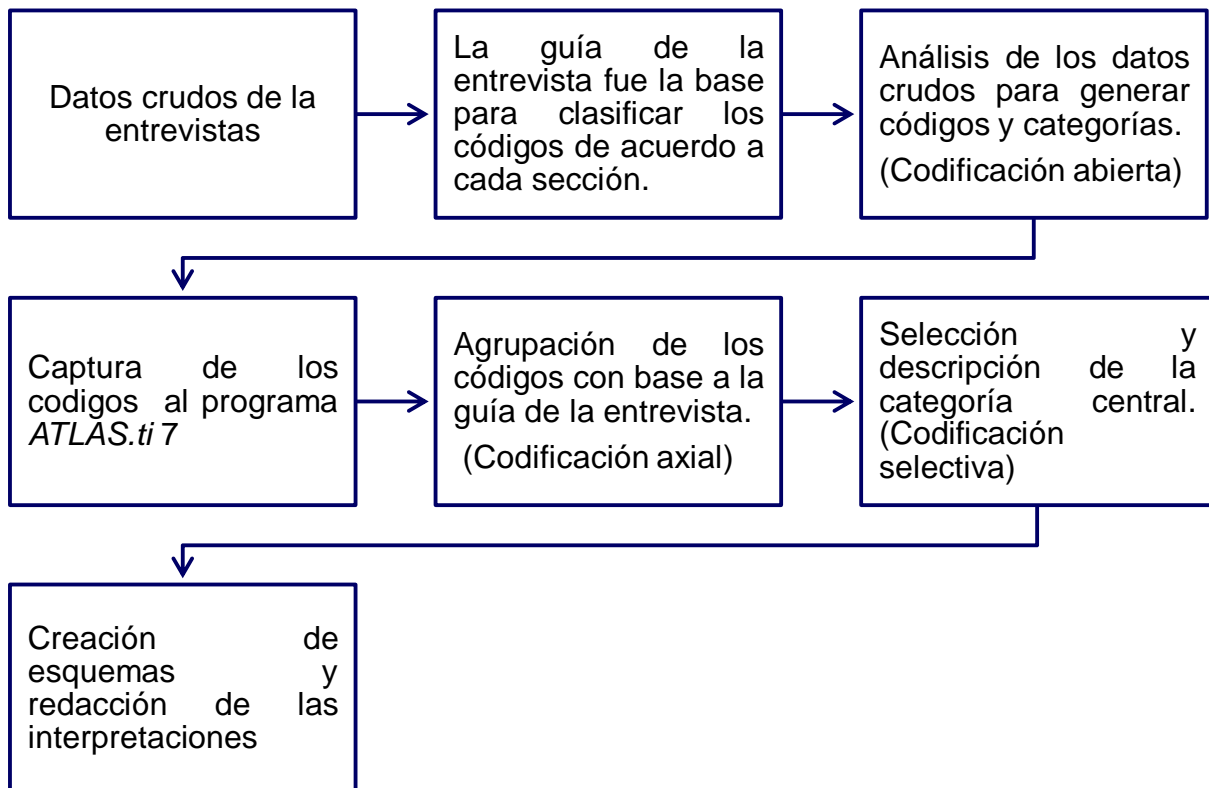 Datos crudos de la
entrevistas
La guía de la
entrevista fue la base
para clasificar los
códigos de acuerdo a
cada sección.
Análisis de los datos
crudos para generar
códigos y categorías.
(Codificación abierta)
Captura de los
codigos al programa
ATLAS.ti 7
Agrupación de los
códigos con base a la
guía de la entrevista.
(Codificación axial)
Selección y
descripción de la
categoría central.
(Codificación
selectiva)
Creación de
esquemas y
redacción de las
interpretaciones